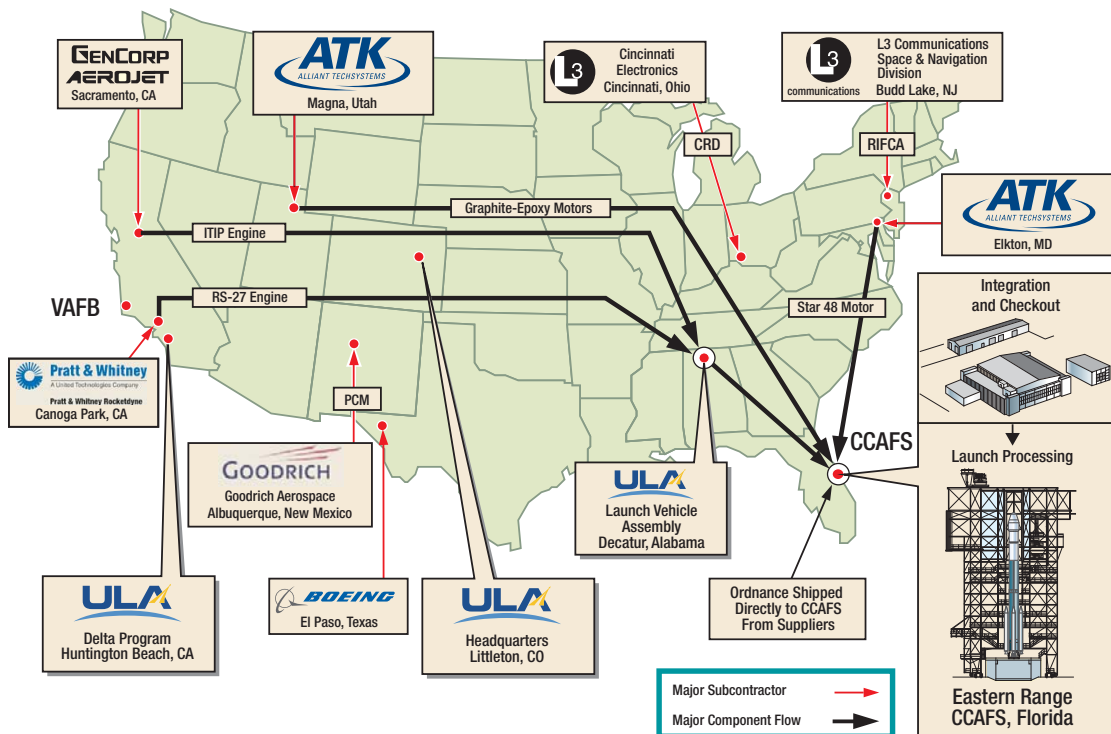 GENCORP
AEROJET
Sacramento, CA
ATK
ALLIANT TECHSYSTEMS
Magna, Utah
L3
Cincinnati
Electronics
Cincinnati, Ohio
L3
communications
L3 Communications
Space & Navigation
Division
Budd Lake, NJ
CRD
RIFCA
ATK
ALLIANT TECHSYSTEMS
Elkton, MD
Graphite-Epoxy Motors
ITIP Engine
RS-27 Engine
Star 48 Motor
VAFB
Pratt & Whitney
A United Technologies Company
Pratt & Whitney Rocketdyne
Canoga Park, CA
PCM
GOODRICH
Goodrich Aerospace
Albuquerque, New Mexico
CCAFS
ULA
Launch Vehicle
Assembly
Decatur, Alabama
Integration
and Checkout
Launch Processing
ULA
Delta Program
Huntington Beach, CA
BOEING
El Paso, Texas
ULA
Headquarters
Littleton, CO
Ordnance Shipped
Directly to CCAFS
From Suppliers
Major Subcontractor
Major Component Flow
Eastern Range
CCAFS, Florida